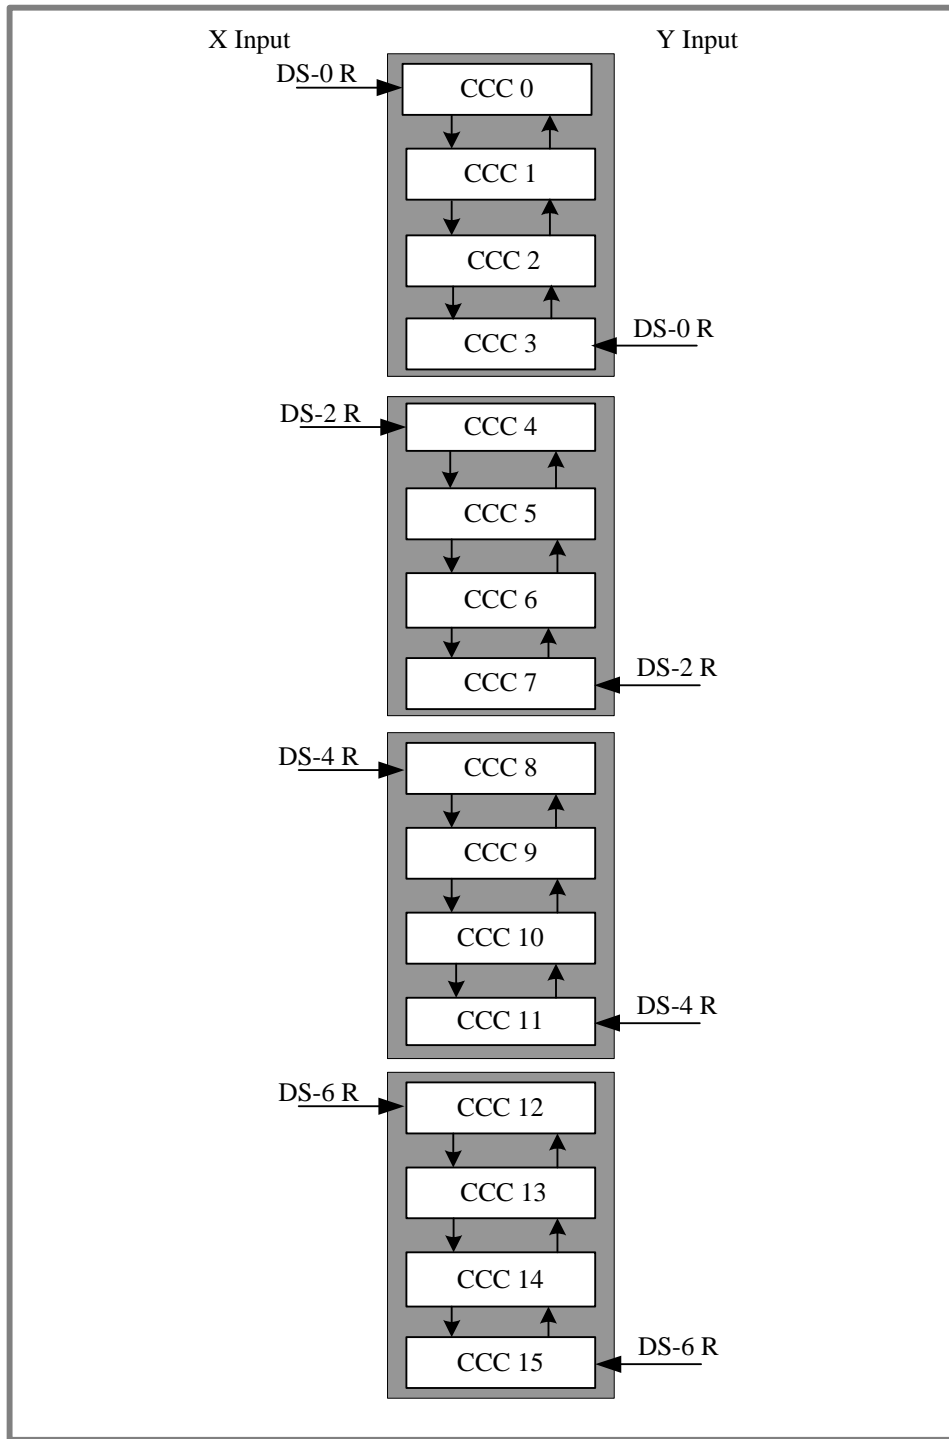 X Input
Y Input
DS-0 R
CCC 0
CCC 1
CCC 2
CCC 3
DS-0 R
DS-2 R
CCC 4
CCC 5
CCC 6
CCC 7
DS-2 R
DS-4 R
CCC 8
CCC 9
CCC 10
CCC 11
DS-4 R
DS-6 R
CCC 12
CCC 13
CCC 14
CCC 15
DS-6 R